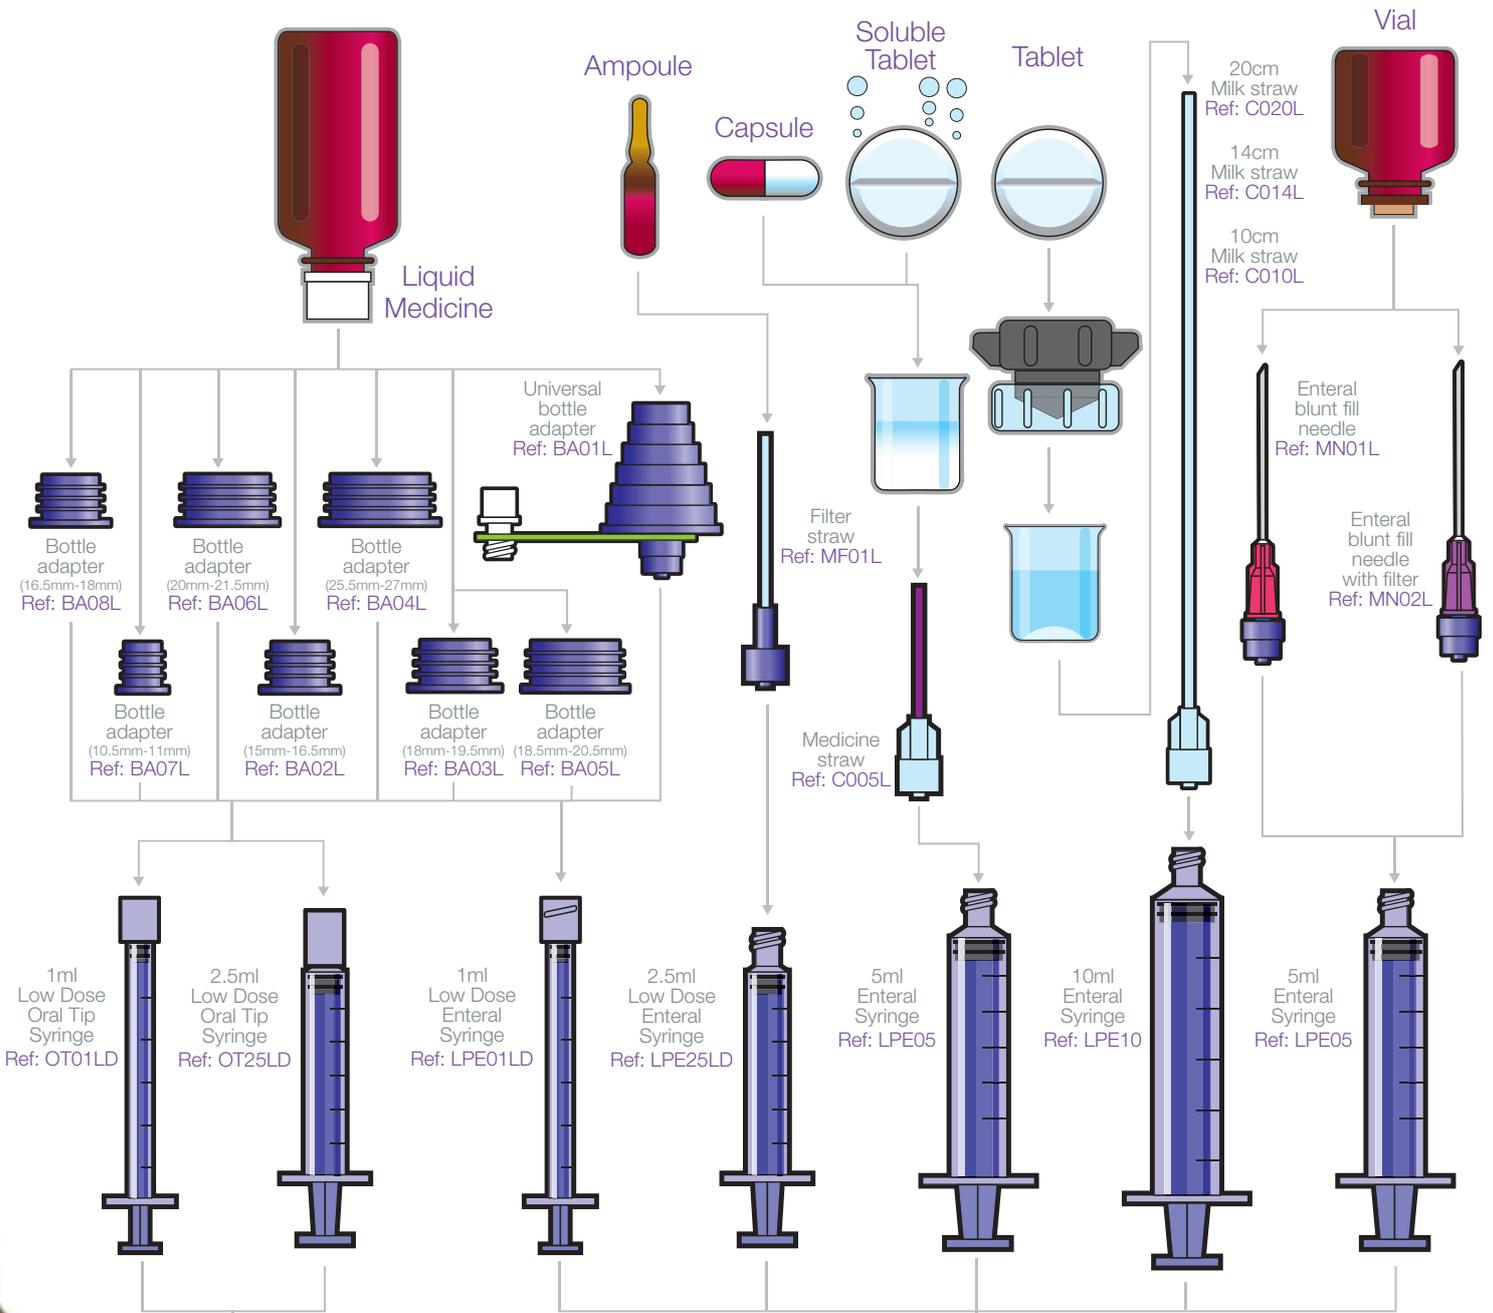 Liquid
Medicine
Ampoule
Capsule
Soluble
Tablet
Tablet
20cm
Milk straw
Ref: C020L
14cm
Milk straw
Ref: C014L
10cm
Milk straw
Ref: C010L
Vial
Universal
bottle
adapter
Ref: BA01L
Bottle
adapter
(16.5mm-18mm)
Ref: BA08L
Bottle
adapter
(20mm-21.5mm)
Ref: BA06L
Bottle
adapter
(25.5mm-27mm)
Ref: BA04L
Bottle
adapter
(10.5mm-11mm)
Ref: BA07L
Bottle
adapter
(15mm-16.5mm)
Ref: BA02L
Bottle
adapter
(18mm-19.5mm)
Ref: BA03L
Bottle
adapter
(18.5mm-20.5mm)
Ref: BA05L
Filter
straw
Ref: MF01L
Medicine
straw
Ref: C005L
Enteral
blunt fill
needle
Ref: MN01L
Enteral
blunt fill
needle
with filter
Ref: MN02L
1ml
Low Dose
Oral Tip
Syringe
Ref: OT01LD
2.5ml
Low Dose
Oral Tip
Syringe
Ref: OT25LD
1ml
Low Dose
Enteral
Syringe
Ref: LPE01LD
2.5ml
Low Dose
Enteral
Syringe
Ref: LPE25LD
5ml
Enteral
Syringe
Ref: LPE05
10ml
Enteral
Syringe
Ref: LPE10
5ml
Enteral
Syringe
Ref: LPE05